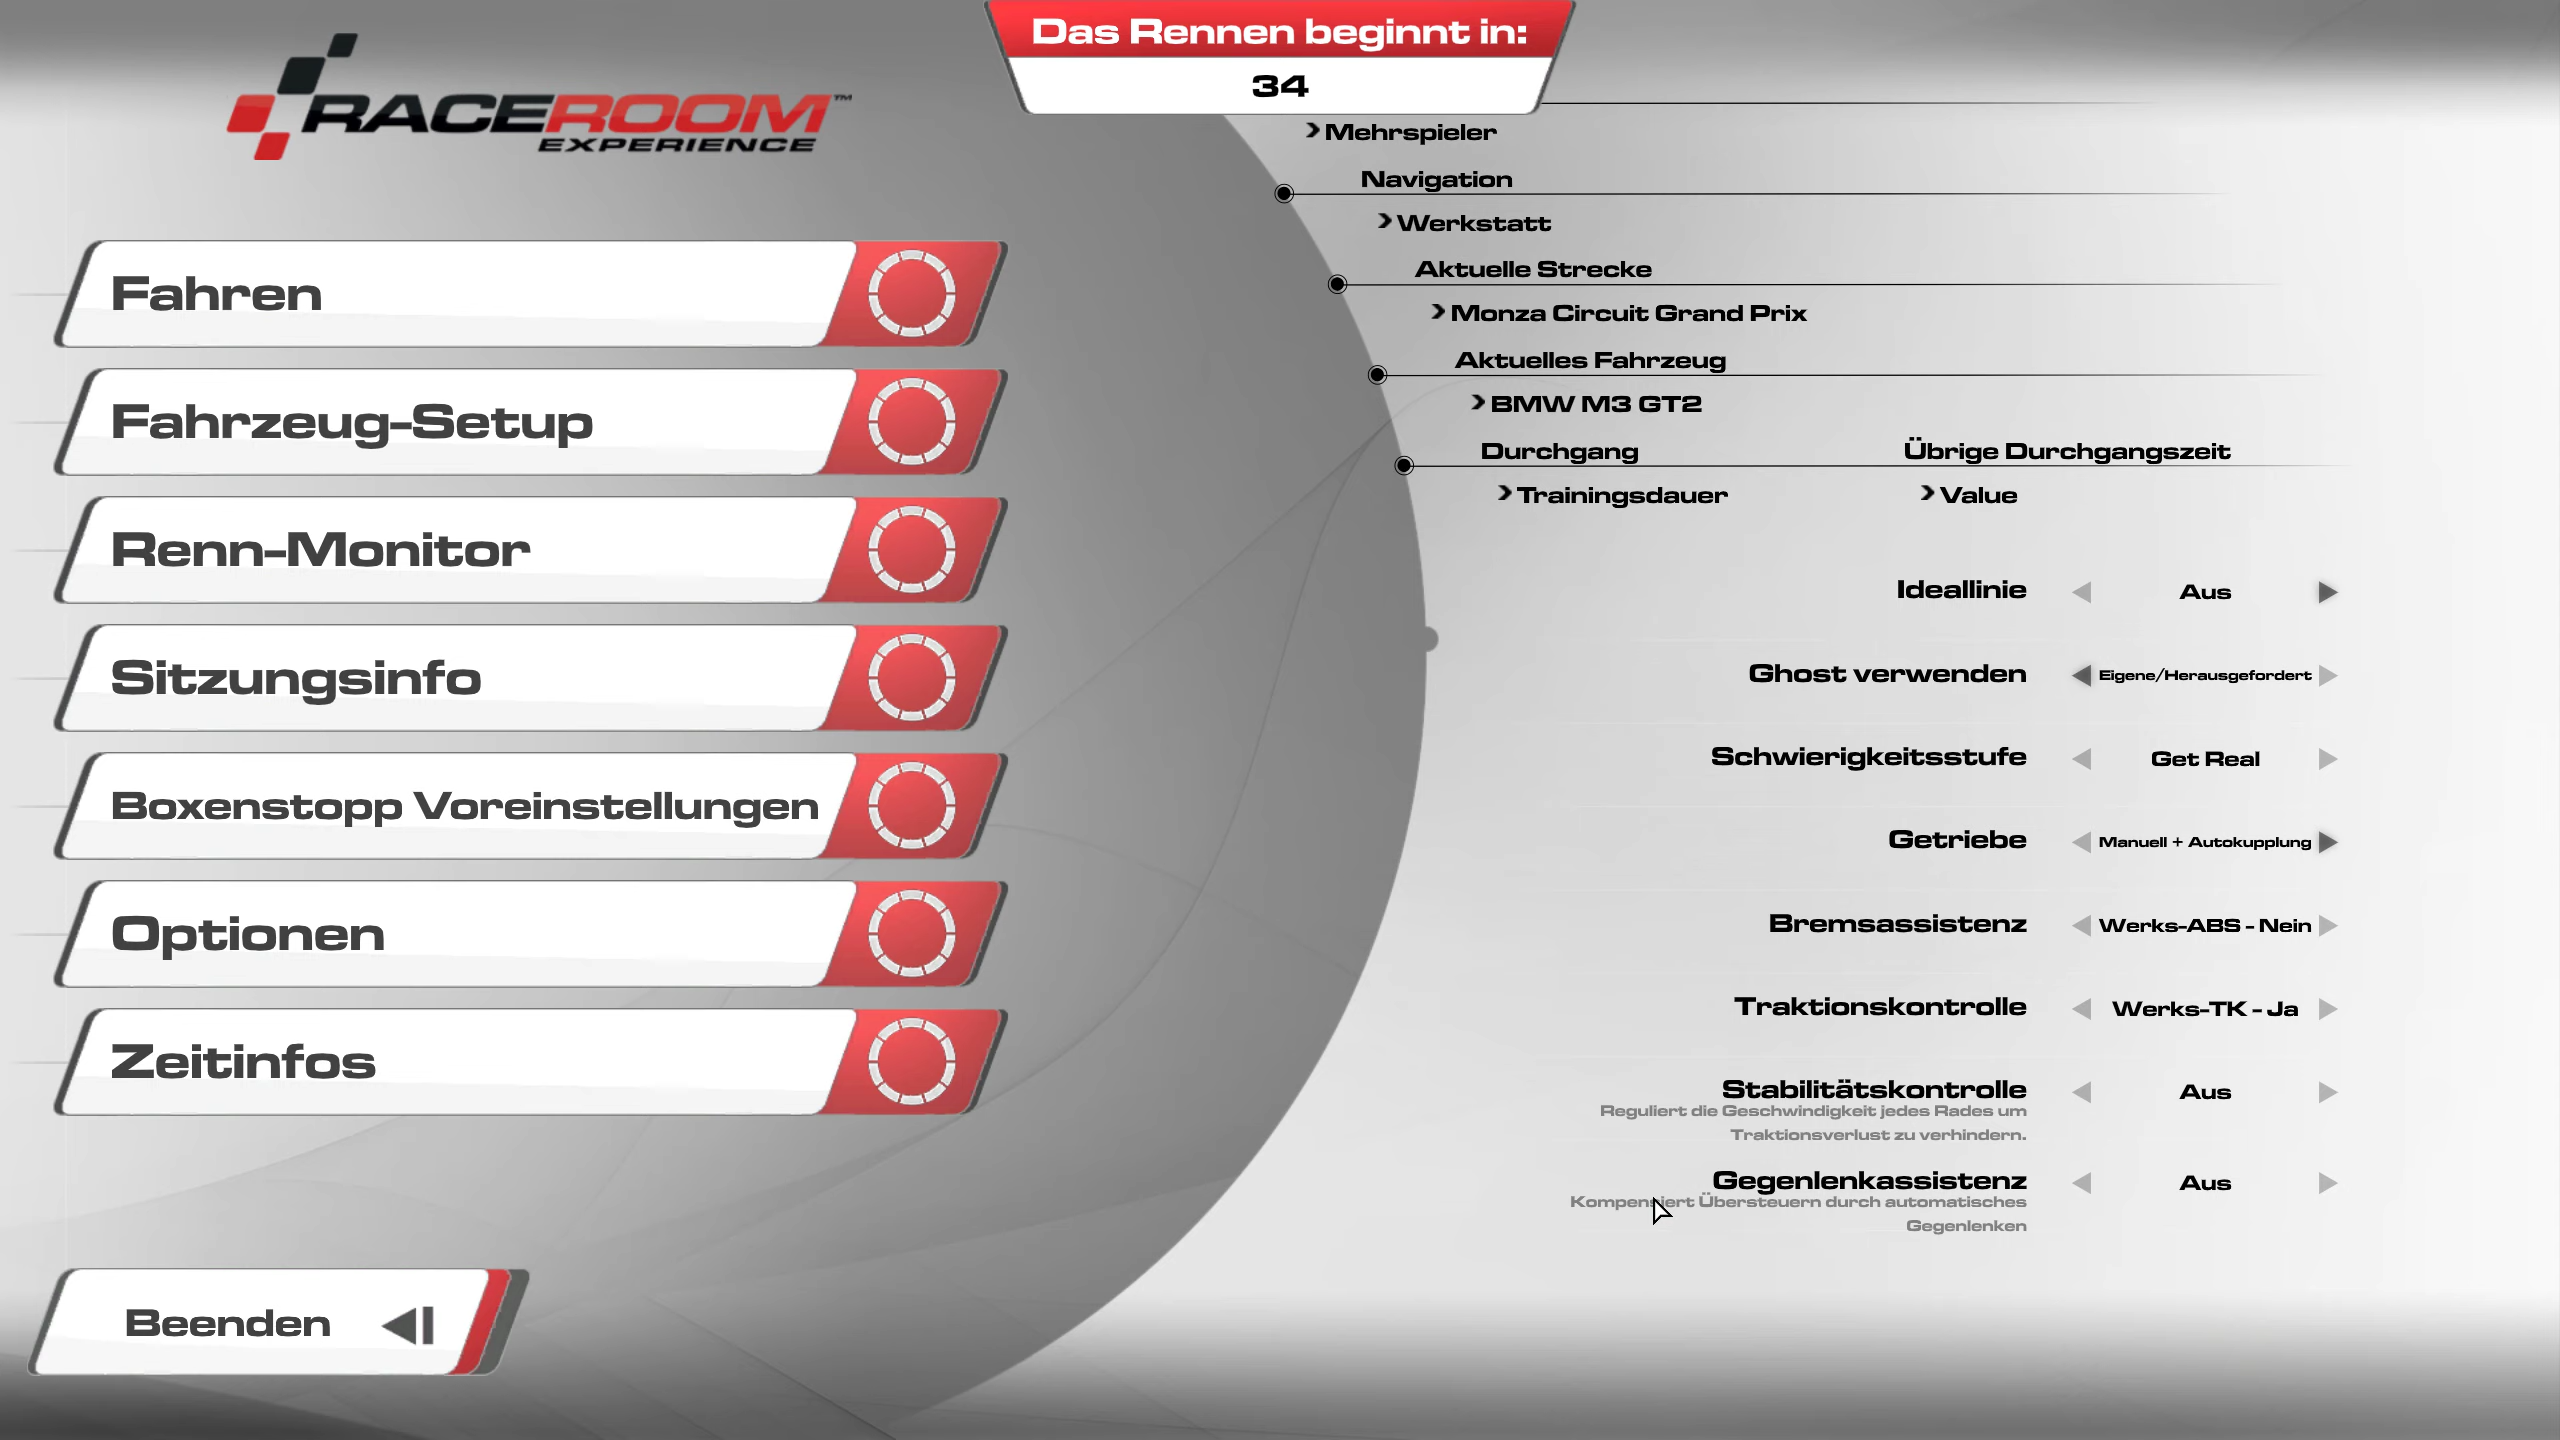 RACEROOM™
EXPERIENCE
Das Rennen beginnt in:
34
Mehrspieler
Navigation
Werkstatt
Aktuelle Strecke
Monza Circuit Grand Prix
Aktuelles Fahrzeug
BMW M3 GT2
Durchgang Übrige Durchgangszeit
Trainingsdauer Value
Fahren
Fahrzeug-Setup
Renn-Monitor
Sitzungsinfo
Boxenstopp Voreinstellungen
Optionen
Zeitinfos
Beenden
Ideallinie Aus
Ghost verwenden Eigene/Herausgefordert
Schwierigkeitsstufe Get Real
Getriebe Manuell + Autokupplung
Bremsassistenz Werks-ABS - Nein
Traktionskontrolle Werks-TK - Ja
Stabilitätskontrolle Aus
Reguliert die Geschwindigkeit jedes Rades um
Traktionsverlust zu verhindern.
Gegenlenkassistenz Aus
Kompensiert Übersteuern durch automatisches
Gegenlenken